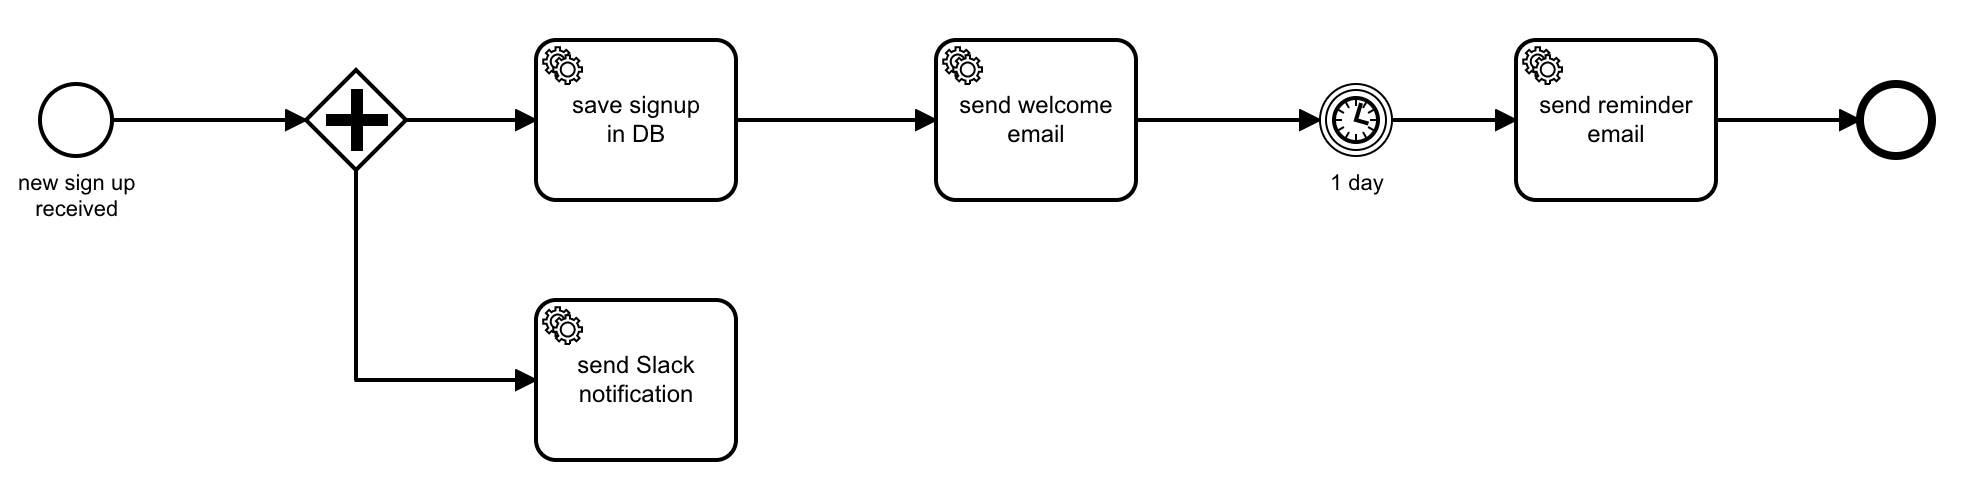 new sign up
received
save signup
in DB
send welcome
email
1 day
send reminder
email
send Slack
notification